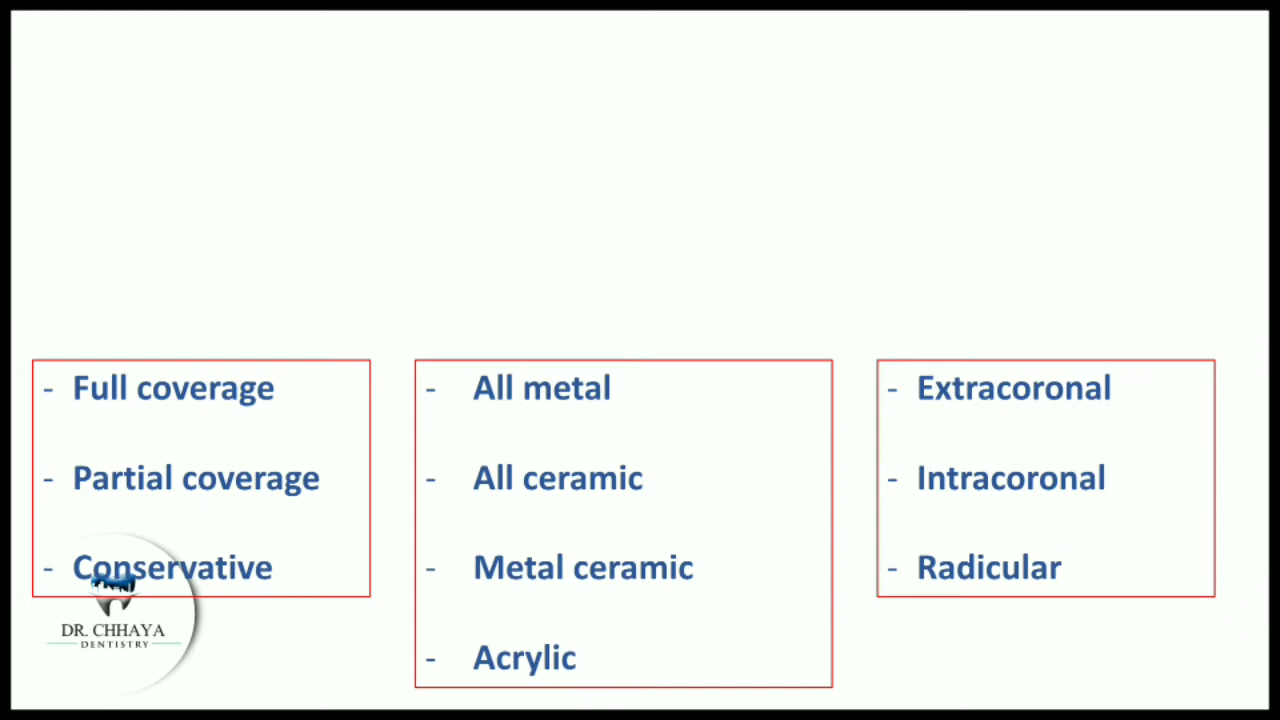 - Full coverage
- Partial coverage
- Conservative
- All metal
- All ceramic
- Metal ceramic
- Acrylic
- Extracoronal
- Intracoronal
- Radicular
DR. CHHAYA
DENTISTRY